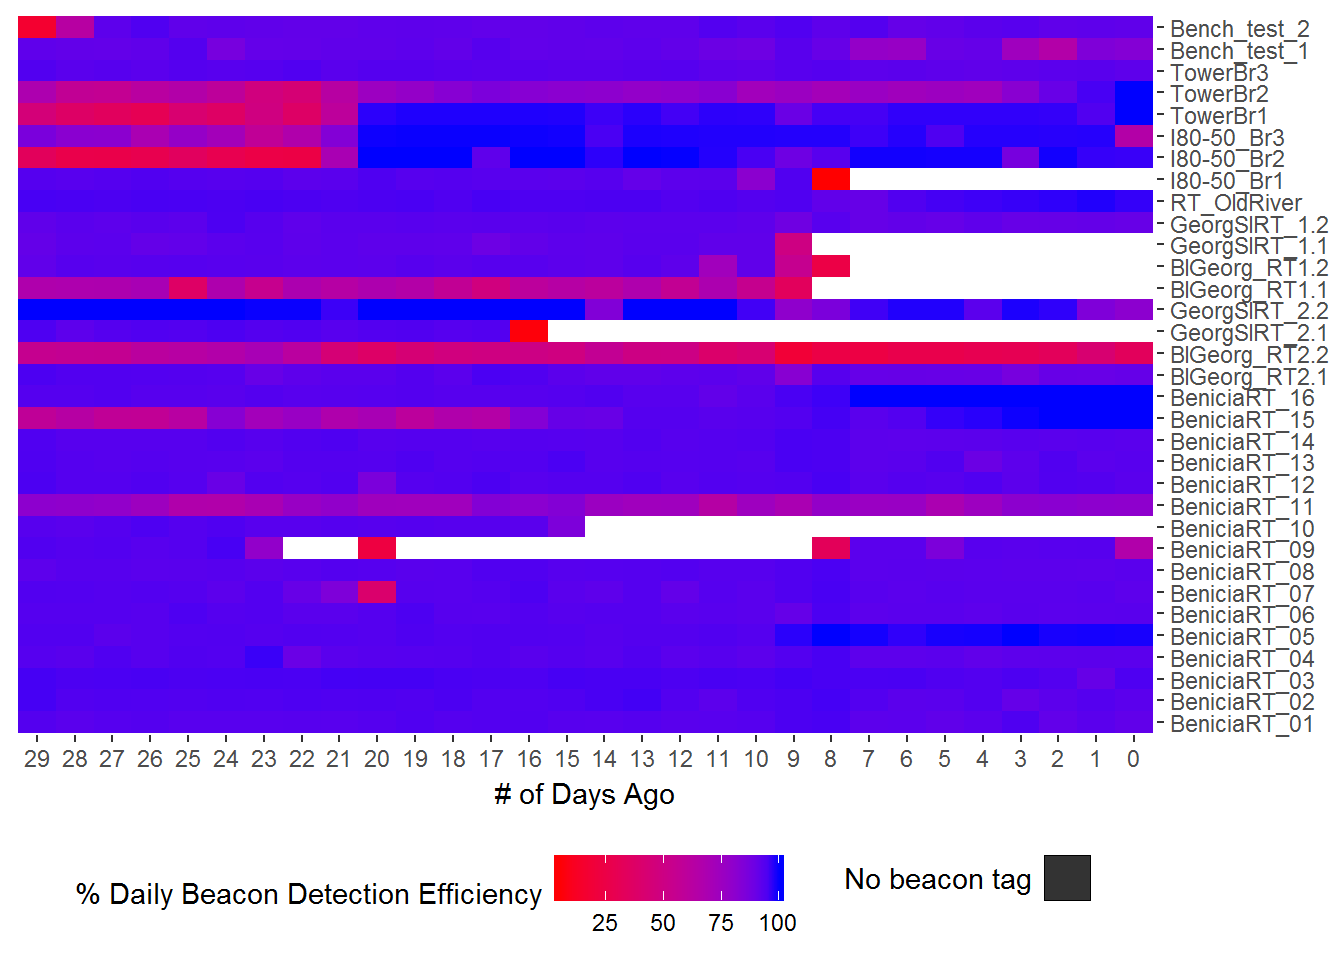 Bench_test_2
Bench_test_1
TowerBr3
TowerBr2
TowerBr1
I80-50_Br3
I80-50_Br2
I80-50_Br1
RT_OldRiver
GeorgSlRT_1.2
GeorgSlRT_1.1
BlGeorg_RT1.2
BlGeorg_RT1.1
GeorgSlRT_2.2
GeorgSlRT_2.1
BlGeorg_RT2.2
BlGeorg_RT2.1
BeniciaRT_16
BeniciaRT_15
BeniciaRT_14
BeniciaRT_13
BeniciaRT_12
BeniciaRT_11
BeniciaRT_10
BeniciaRT_09
BeniciaRT_08
BeniciaRT_07
BeniciaRT_06
BeniciaRT_05
BeniciaRT_04
BeniciaRT_03
BeniciaRT_02
BeniciaRT_01
29 28 27 26 25 24 23 22 21 20 19 18 17 16 15 14 13 12 11 10 9 8 7 6 5 4 3 2 1 0
# of Days Ago
% Daily Beacon Detection Efficiency
25 50 75 100
No beacon tag